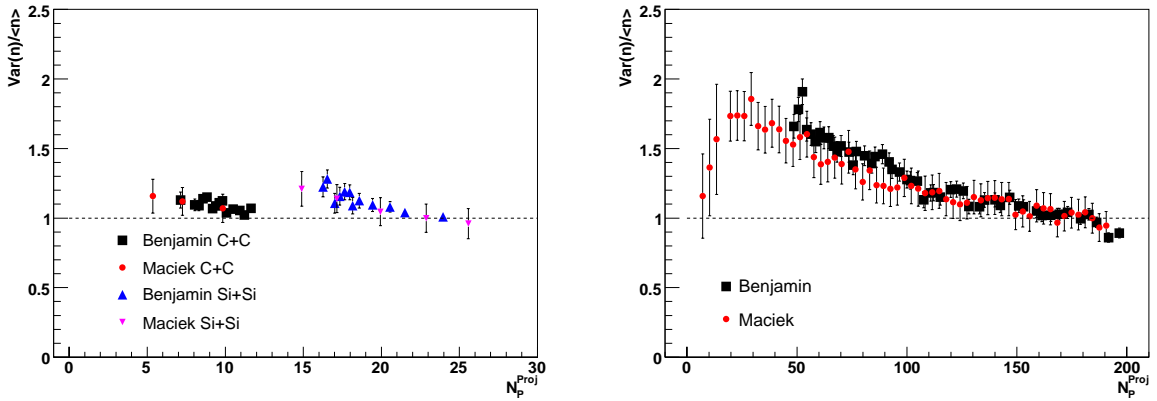 Var(n)/<n>
2.5
2
1.5
1
0.5
0
0 5 10 15 20 25 30
N_P^Proj
Benjamin C+C
Maciek C+C
Benjamin Si+Si
Maciek Si+Si
Var(n)/<n>
2.5
2
1.5
1
0.5
0
0 50 100 150 200
N_P^Proj
Benjamin
Maciek